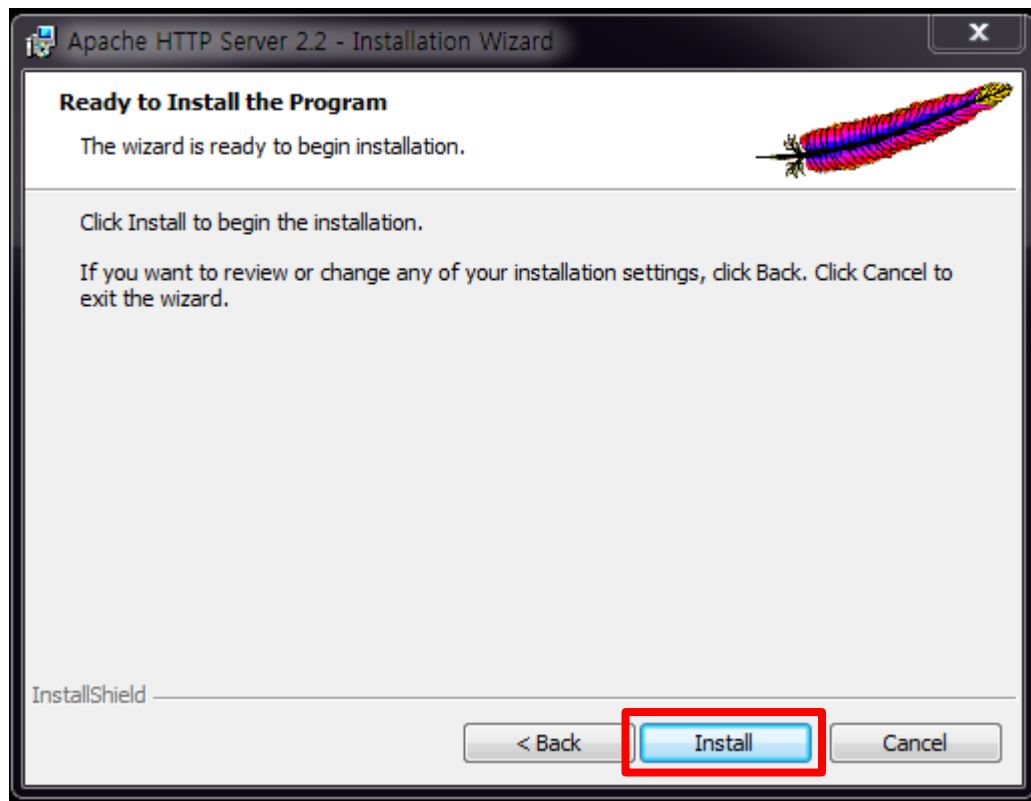 Apache HTTP Server 2.2 - Installation Wizard
x
Ready to Install the Program
The wizard is ready to begin installation.
Click Install to begin the installation.
If you want to review or change any of your installation settings, click Back. Click Cancel to
exit the wizard.
InstallShield
< Back Install Cancel